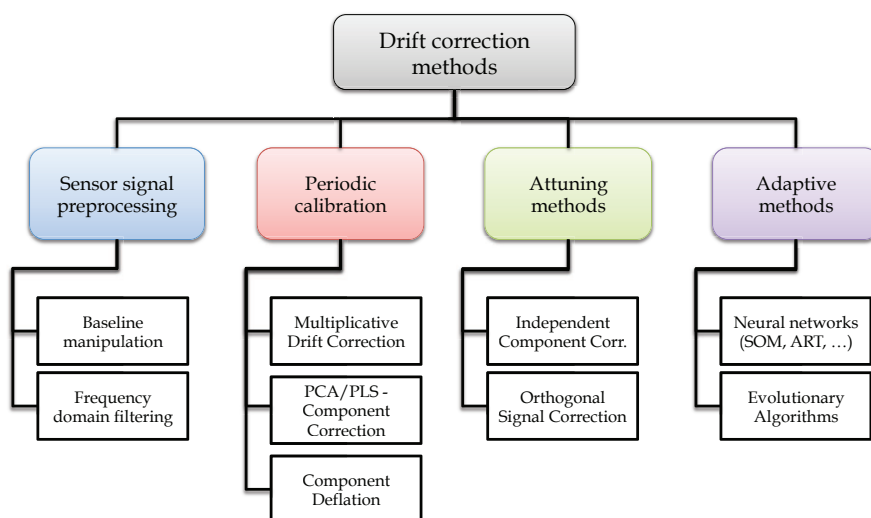 Drift correction
methods
Sensor signal
preprocessing
Periodic
calibration
Attuning
methods
Adaptive
methods
Baseline
manipulation
Frequency
domain filtering
Multiplicative
Drift Correction
PCA/PLS -
Component
Correction
Component
Deflation
Independent
Component Corr.
Orthogonal
Signal Correction
Neural networks
(SOM, ART, …)
Evolutionary
Algorithms